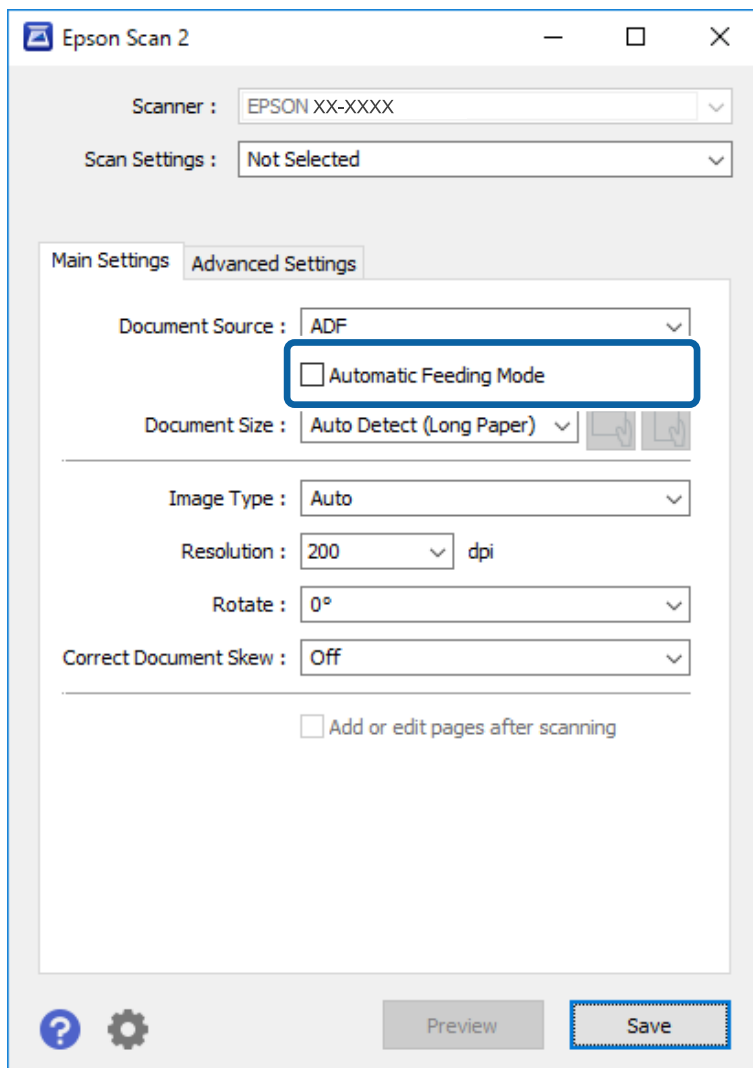 Epson Scan 2
Scanner : EPSON XX-XXXX
Scan Settings : Not Selected
Main Settings Advanced Settings
Document Source : ADF
Automatic Feeding Mode
Document Size : Auto Detect (Long Paper)
Image Type : Auto
Resolution : 200 dpi
Rotate : 0°
Correct Document Skew : Off
Add or edit pages after scanning
? Preview Save